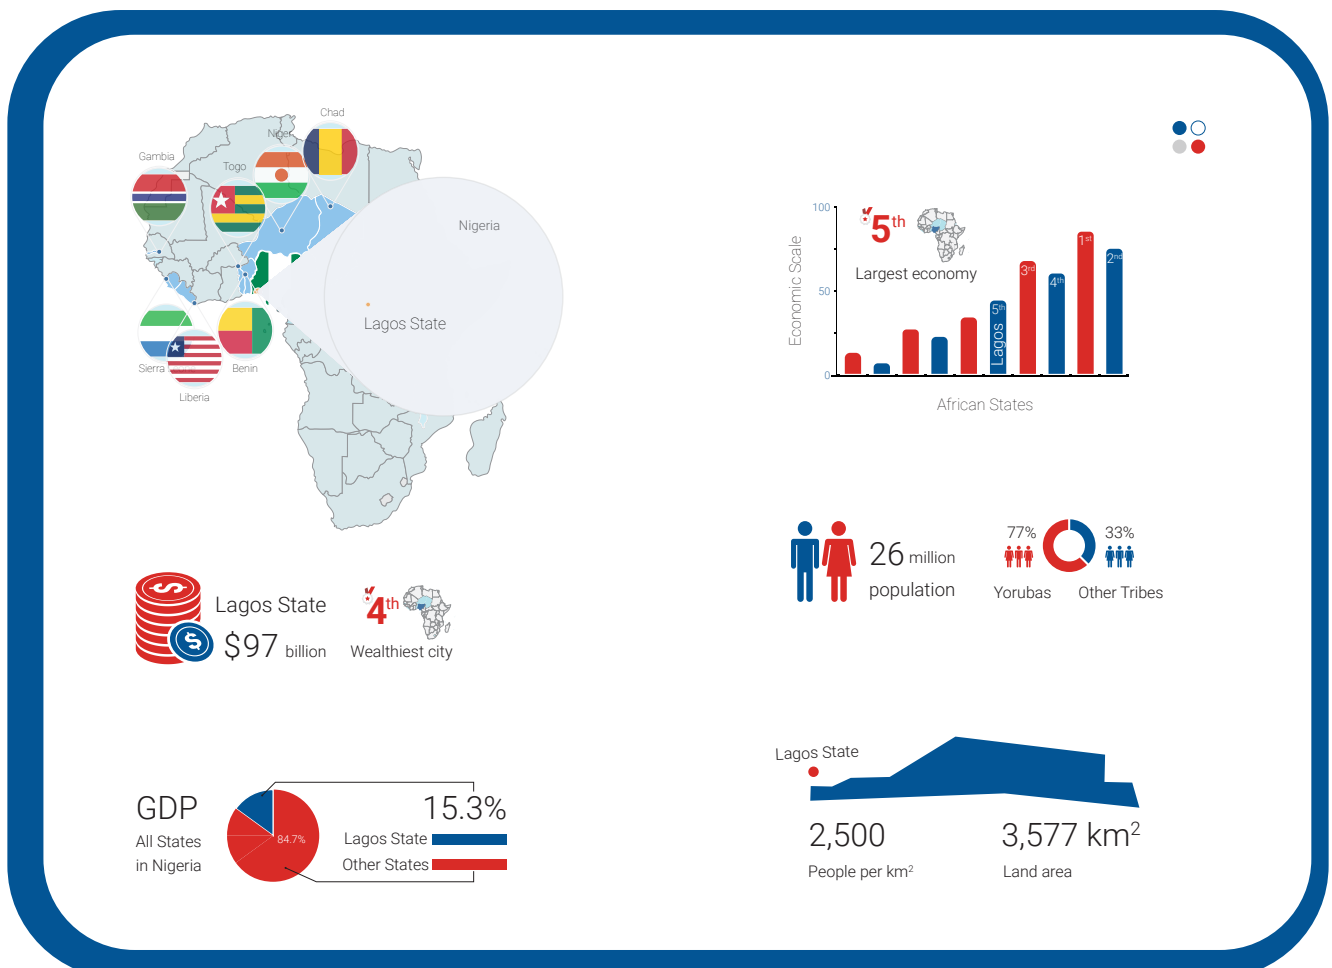 Chad
Niger
Gambia
Togo
Nigeria
Lagos State
Sierra
Benin
Liberia
100
50
0
Economic Scale
5th
Largest economy
5th
Lagos
3rd
4th
1st
2nd
African States
26 million
population
77%
33%
Yorubas
Other Tribes
Lagos State
$97 billion
4th
Wealthiest city
GDP
All States
in Nigeria
84.7%
15.3%
Lagos State
Other States
Lagos State
2,500
People per km²
3,577 km²
Land area